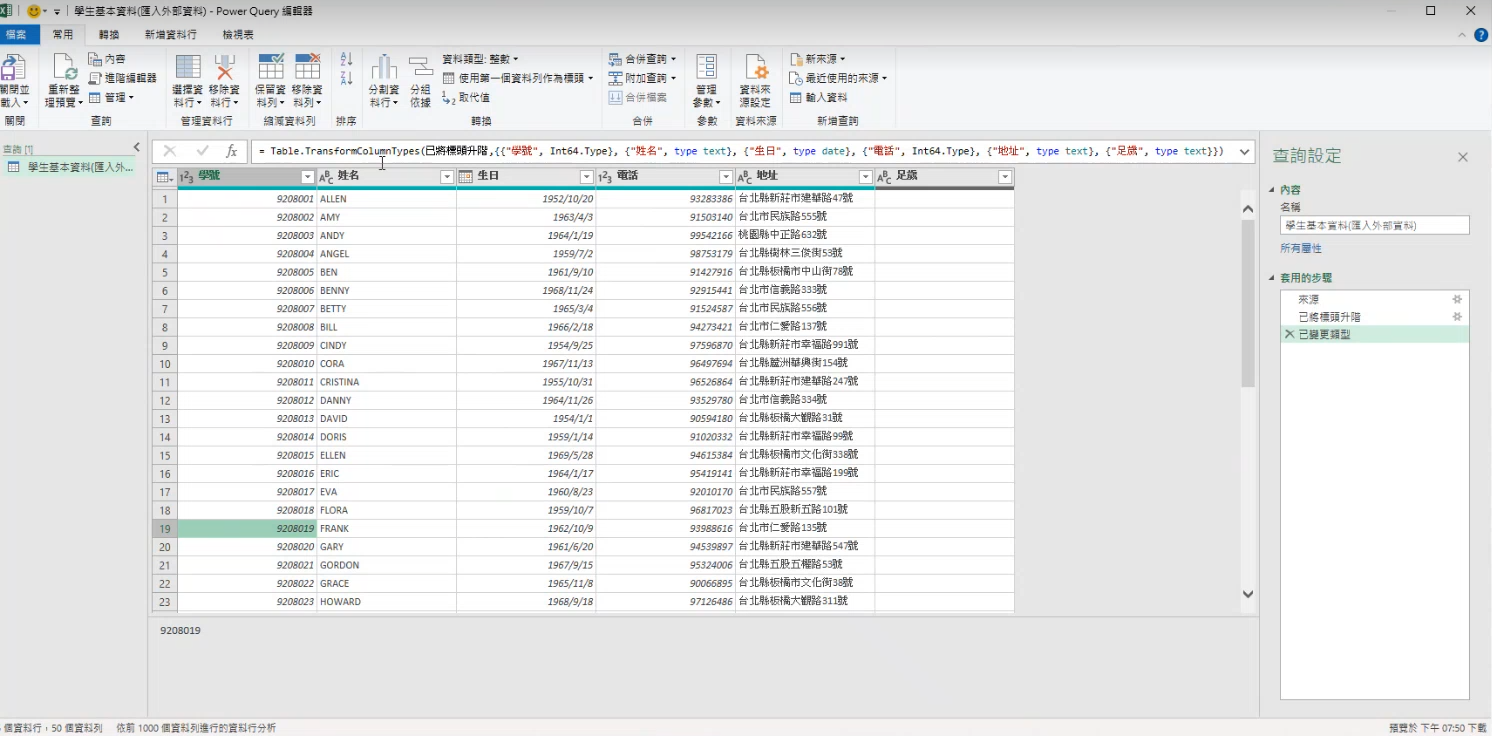 學生基本資料(匯入外部資料) - Power Query 編輯器
檔案 常用 轉換 新增資料行 檢視表
關閉並載入 重新整理預覽 內容 進階編輯器 管理 選擇資料行 移除資料行 保留資料列 移除資料列 分割資料行 分組依據 資料類型: 整數 使用第一個資料列作為標頭 取代值 合併查詢 附加查詢 合併檔案 管理參數 資料來源設定 新來源 最近使用的來源 輸入資料
關閉 查詢 管理資料行 縮減資料列 排序 轉換 合併 參數 資料來源 新增查詢
查詢 [1]
學生基本資料(匯入外...
= Table.TransformColumnTypes(已將標頭升階,{{"學號", Int64.Type}, {"姓名", type text}, {"生日", type date}, {"電話", Int64.Type}, {"地址", type text}, {"足歲", type text}})
學號 姓名 生日 電話 地址 足歲
1 9208001 ALLEN 1952/10/20 93283386 台北縣新莊市建華路47號
2 9208002 AMY 1963/4/3 91503140 台北市民族路555號
3 9208003 ANDY 1964/1/19 99542166 桃園縣中正路632號
4 9208004 ANGEL 1959/7/2 98753179 台北縣樹林三俊街53號
5 9208005 BEN 1961/9/10 91427916 台北縣板橋市中山街78號
6 9208006 BENNY 1968/11/24 92915441 台北市信義路333號
7 9208007 BETTY 1965/3/4 91524587 台北市民族路556號
8 9208008 BILL 1966/2/18 94273421 台北市仁愛路137號
9 9208009 CINDY 1954/9/25 97596870 台北縣新莊市幸福路991號
10 9208010 CORA 1967/11/13 96497694 台北縣蘆洲華興街154號
11 9208011 CRISTINA 1955/10/31 96526864 台北縣新莊市建華路247號
12 9208012 DANNY 1964/11/26 93529780 台北市信義路334號
13 9208013 DAVID 1954/1/1 90594180 台北縣板橋大觀路31號
14 9208014 DORIS 1959/1/14 91020332 台北縣新莊市幸福路99號
15 9208015 ELLEN 1969/5/28 94615384 台北縣板橋市文化街338號
16 9208016 ERIC 1964/1/17 95419141 台北縣新莊市幸福路199號
17 9208017 EVA 1960/8/23 92010170 台北市民族路557號
18 9208018 FLORA 1959/10/7 96817023 台北縣五股新五路101號
19 9208019 FRANK 1962/10/9 93988616 台北市仁愛路135號
20 9208020 GARY 1961/6/20 94539897 台北縣新莊市建華路547號
21 9208021 GORDON 1967/9/15 95324006 台北縣五股五權路53號
22 9208022 GRACE 1965/11/8 90066895 台北縣板橋市文化街38號
23 9208023 HOWARD 1968/9/18 97126486 台北縣板橋大觀路311號
9208019
查詢設定
內容
名稱
學生基本資料(匯入外部資料)
所有屬性
套用的步驟
來源
已將標頭升階
已變更類型
個資料行，50 個資料列 依前 1000 個資料列進行的資料行分析
預覽於 下午 07:50 下載